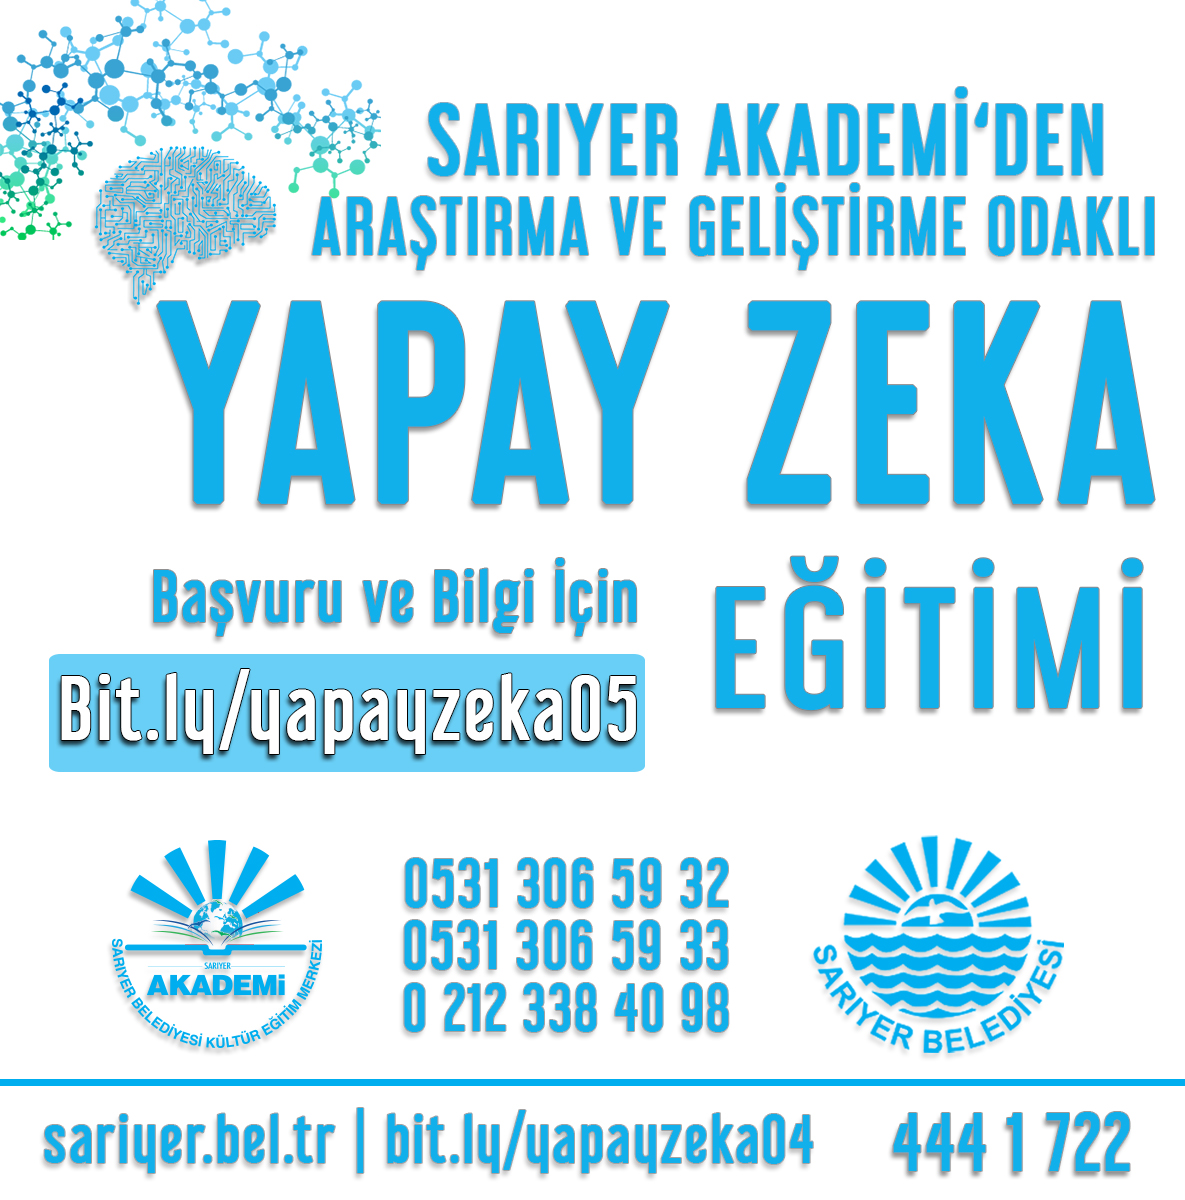 SARIYER AKADEMİ‘DEN
ARAŞTIRMA VE GELİŞTİRME ODAKLI
YAPAY ZEKA
EĞİTİMİ
Başvuru ve Bilgi İçin
Bit.ly/yapayzeka05
SARIYER
AKADEMİ
SARIYER BELEDİYESİ KÜLTÜR EĞİTİM MERKEZİ
0531 306 59 32
0531 306 59 33
0 212 338 40 98
SARIYER BELEDİYESİ
sariyer.bel.tr | bit.ly/yapayzeka04 444 1 722